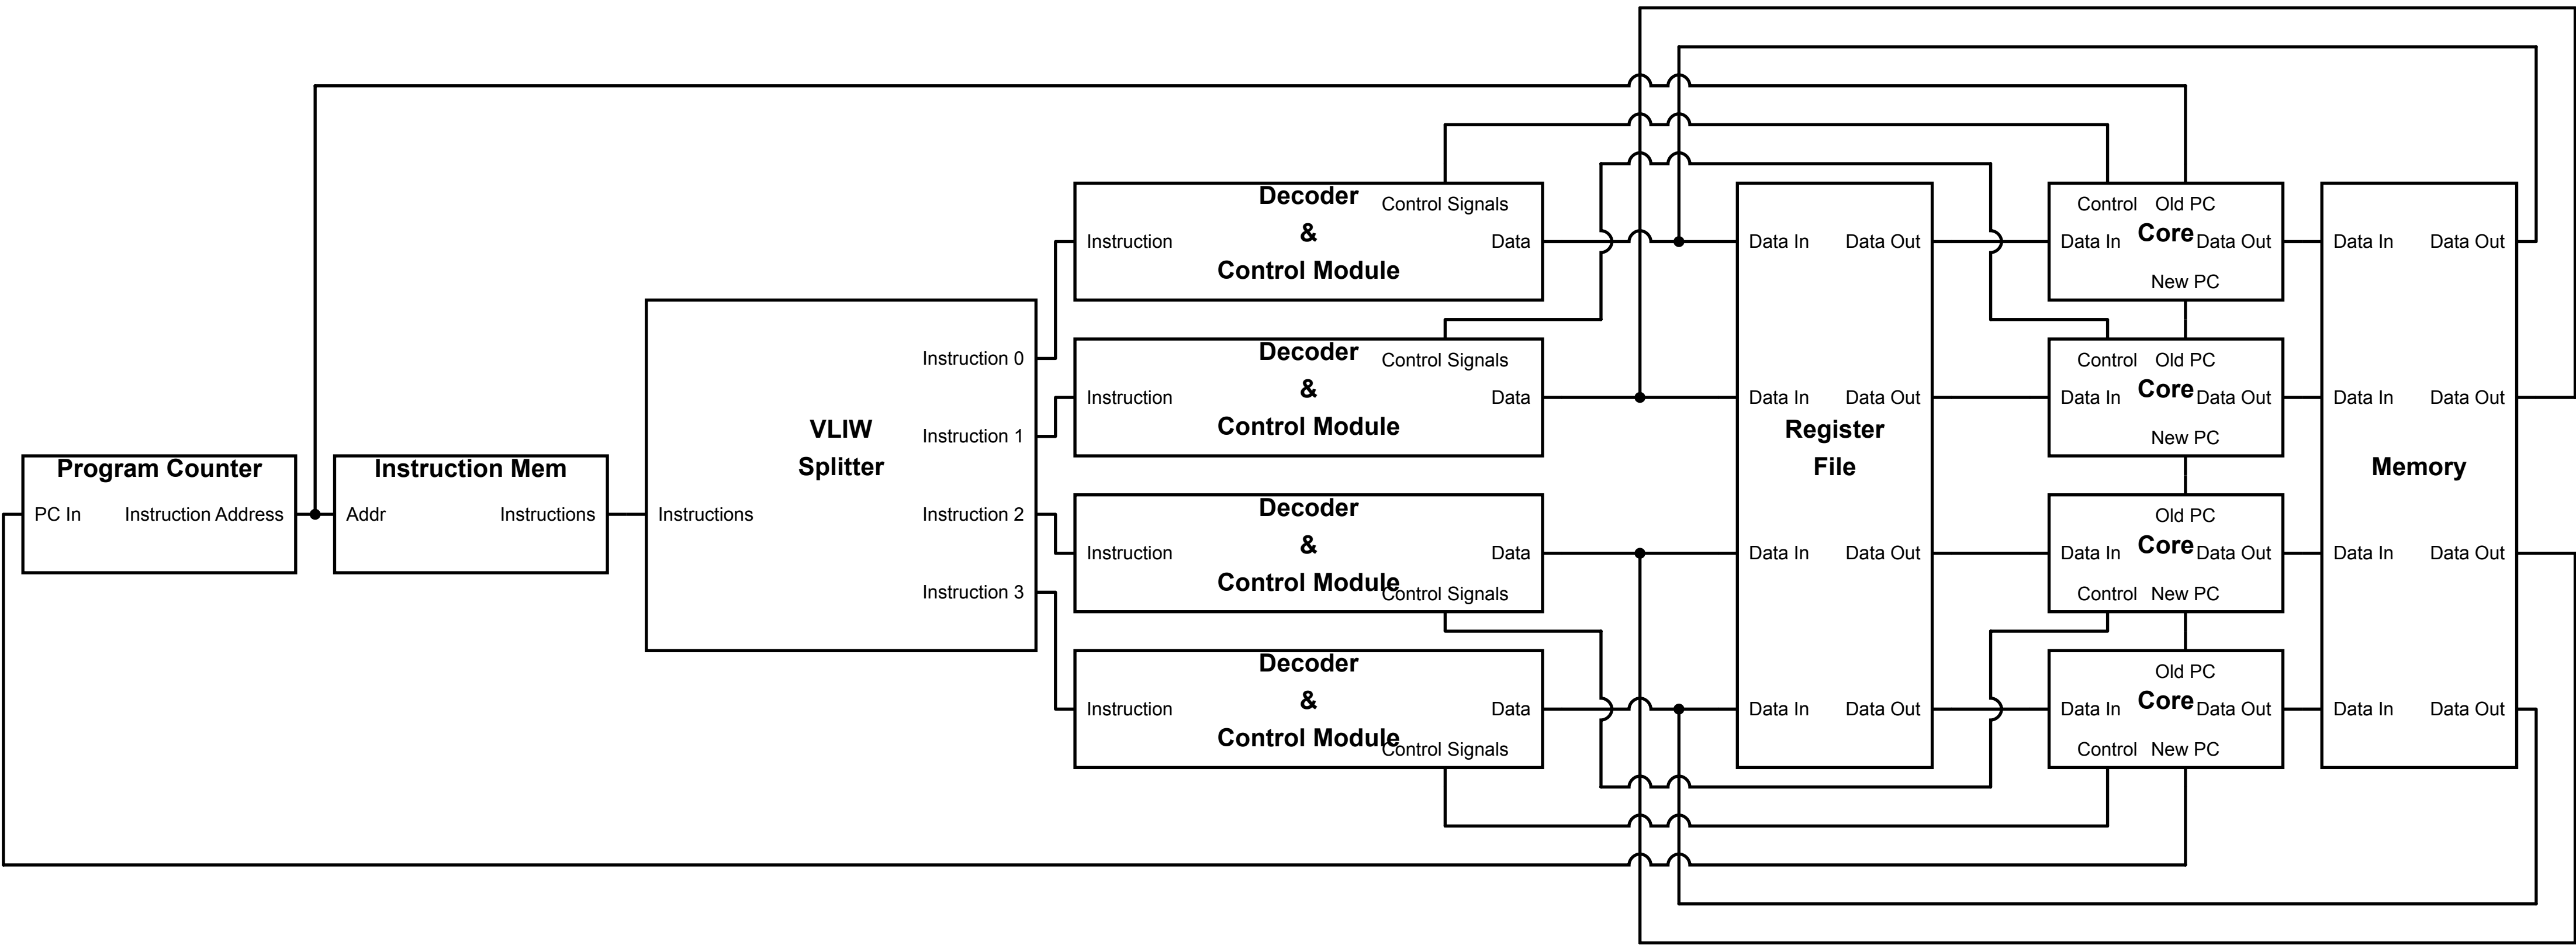 Program Counter
PC In
Instruction Address
Instruction Mem
Addr
Instructions
VLIW
Splitter
Instructions
Instruction 0
Instruction 1
Instruction 2
Instruction 3
Decoder
&
Control Module
Control Signals
Instruction
Data
Decoder
&
Control Module
Control Signals
Instruction
Data
Decoder
&
Control Module
Instruction
Data
Control Signals
Decoder
&
Control Module
Instruction
Data
Control Signals
Register
File
Data In
Data Out
Data In
Data Out
Data In
Data Out
Data In
Data Out
Control
Old PC
Core
Data In
Data Out
New PC
Control
Old PC
Core
Data In
Data Out
New PC
Old PC
Core
Data In
Data Out
Control
New PC
Old PC
Core
Data In
Data Out
Control
New PC
Memory
Data In
Data Out
Data In
Data Out
Data In
Data Out
Data In
Data Out